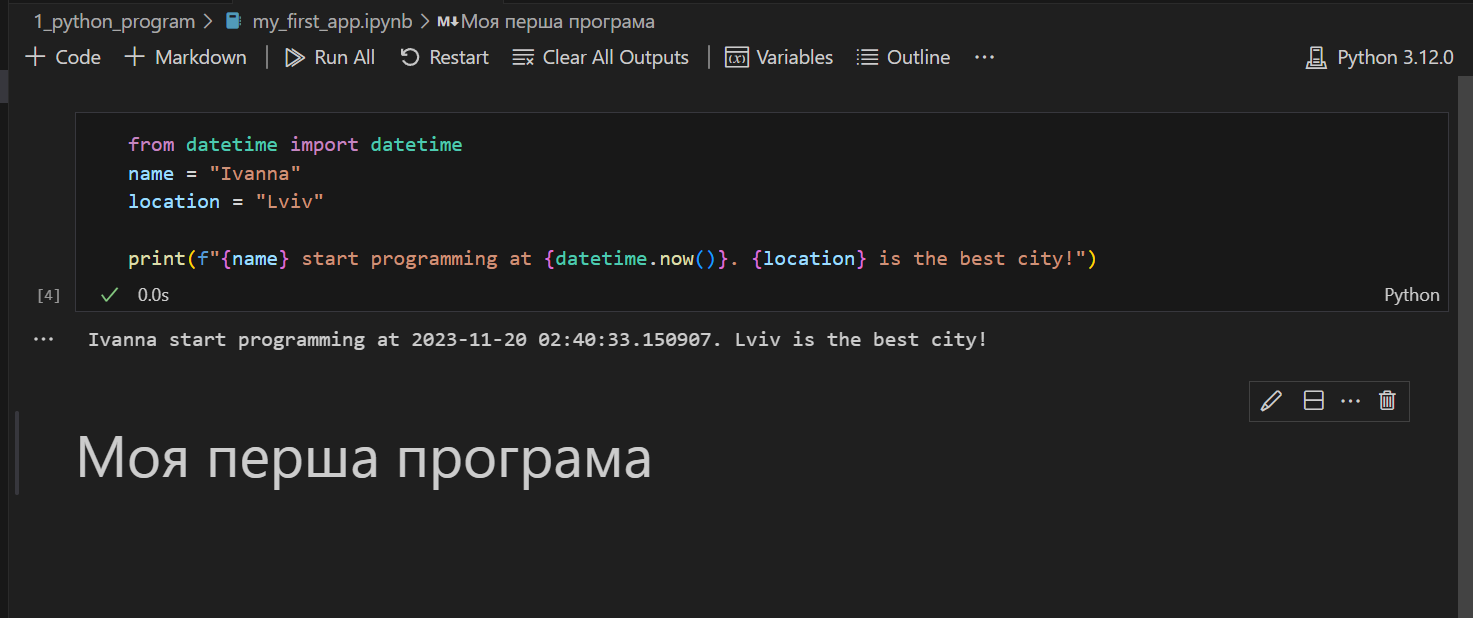 1_python_program > my_first_app.ipynb > M↓Моя перша програма
+ Code + Markdown | Run All Restart Clear All Outputs | Variables Outline ... Python 3.12.0
from datetime import datetime
name = "Ivanna"
location = "Lviv"
print(f"{name} start programming at {datetime.now()}. {location} is the best city!")
[4] ✓ 0.0s Python
... Ivanna start programming at 2023-11-20 02:40:33.150907. Lviv is the best city!
Моя перша програма